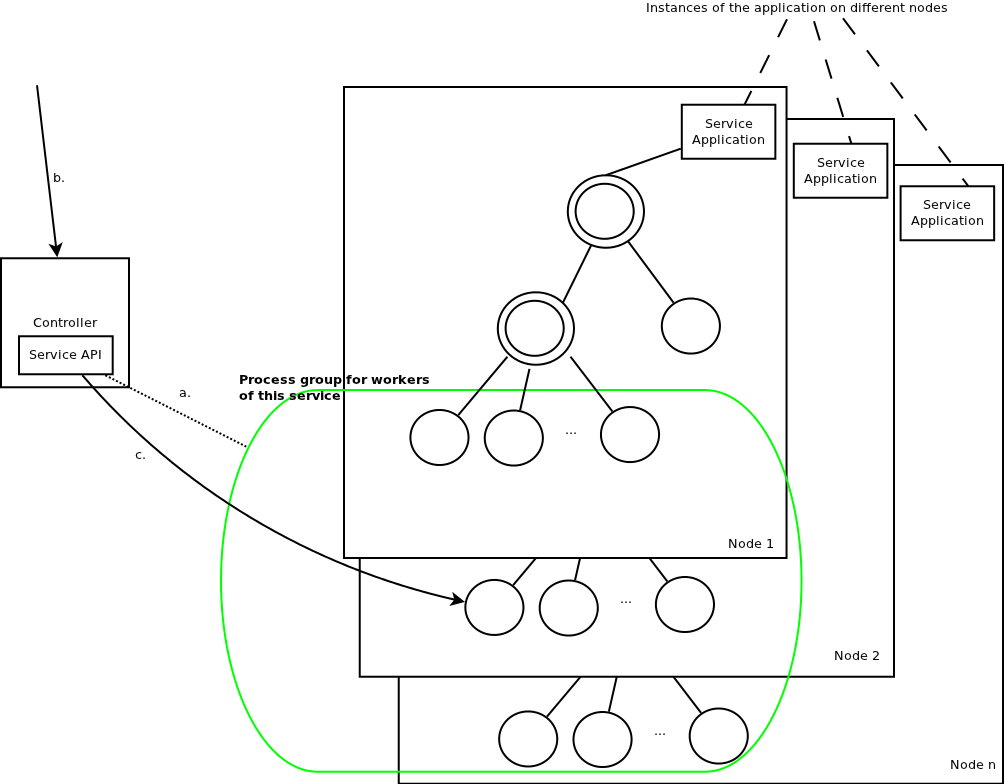 Instances of the application on different nodes
Service
Application
Service
Application
Service
Application
b.
Controller
Service API
a.
Process group for workers
of this service
c.
...
Node 1
...
Node 2
...
Node n